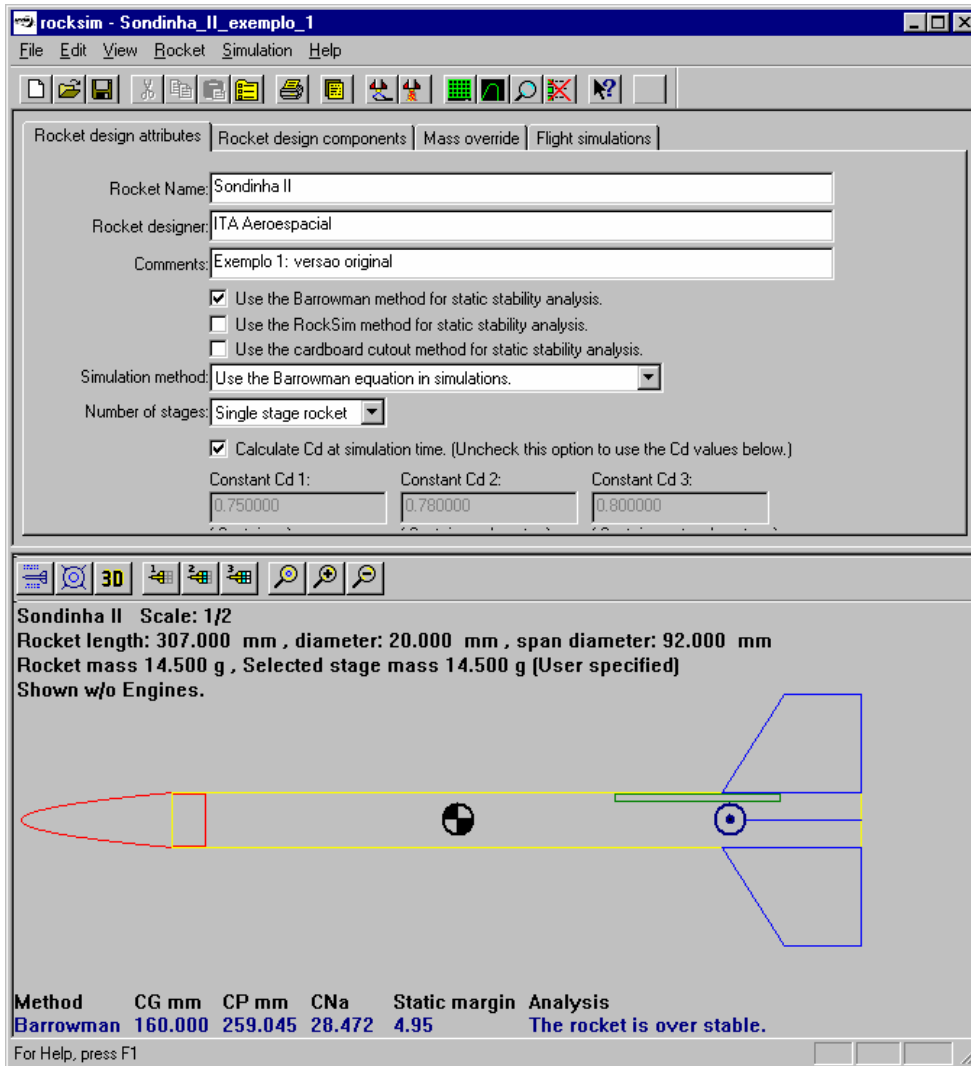 rocksim - Sondinha_II_exemplo_1
File Edit View Rocket Simulation Help
Rocket design attributes Rocket design components Mass override Flight simulations
Rocket Name: Sondinha II
Rocket designer: ITA Aeroespacial
Comments: Exemplo 1: versao original
Use the Barrowman method for static stability analysis.
Use the RockSim method for static stability analysis.
Use the cardboard cutout method for static stability analysis.
Simulation method: Use the Barrowman equation in simulations.
Number of stages: Single stage rocket
Calculate Cd at simulation time. (Uncheck this option to use the Cd values below.)
Constant Cd 1: Constant Cd 2: Constant Cd 3:
0.750000 0.780000 0.800000
3D 1 2 3
Sondinha II Scale: 1/2
Rocket length: 307.000 mm , diameter: 20.000 mm , span diameter: 92.000 mm
Rocket mass 14.500 g , Selected stage mass 14.500 g (User specified)
Shown w/o Engines.
Method CG mm CP mm CNa Static margin Analysis
Barrowman 160.000 259.045 28.472 4.95 The rocket is over stable.
For Help, press F1